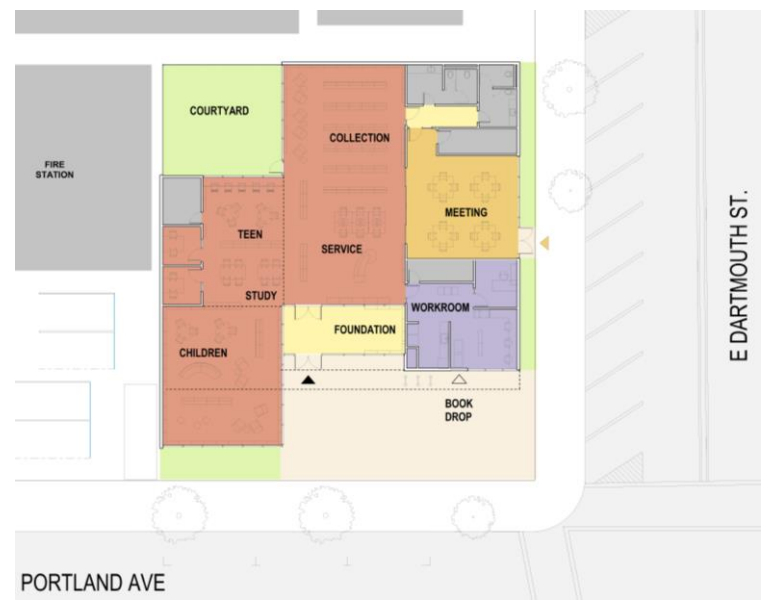 COURTYARD
COLLECTION
FIRE
STATION
MEETING
TEEN
SERVICE
STUDY
WORKROOM
FOUNDATION
CHILDREN
BOOK
DROP
E DARTMOUTH ST.
PORTLAND AVE